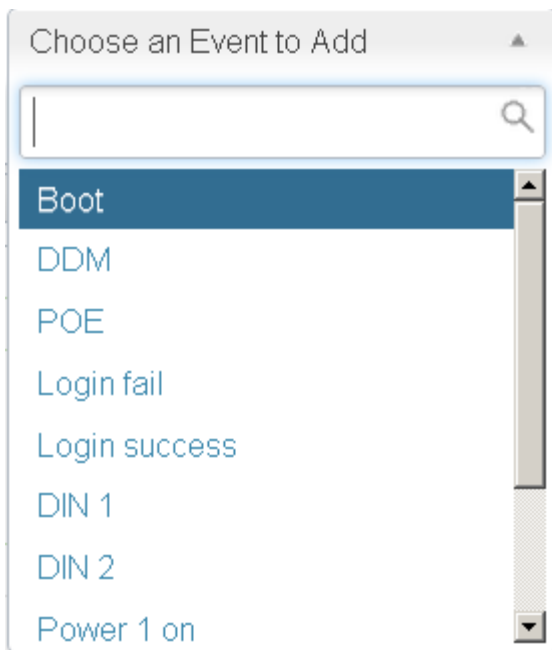 Choose an Event to Add
Boot
DDM
POE
Login fail
Login success
DIN 1
DIN 2
Power 1 on